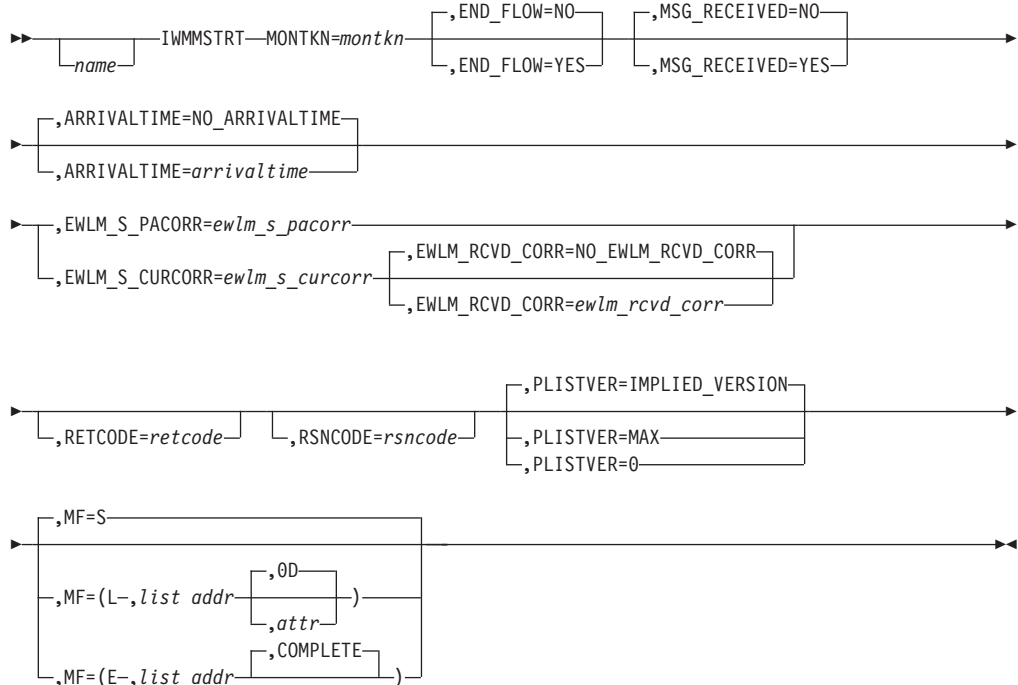 ,END_FLOW=NO ,MSG_RECEIVED=NO
IWMMSTRT MONTKN=montkn
name ,END_FLOW=YES ,MSG_RECEIVED=YES
,ARRIVALTIME=NO_ARRIVALTIME
,ARRIVALTIME=arrivaltime
,EWLM_S_PACORR=ewlm_s_pacorr
,EWLM_RCVD_CORR=NO_EWLM_RCVD_CORR
,EWLM_S_CURCORR=ewlm_s_curcorr
,EWLM_RCVD_CORR=ewlm_rcvd_corr
,PLISTVER=IMPLIED_VERSION
,RETCODE=retcode ,RSNCODE=rsncode ,PLISTVER=MAX
,PLISTVER=0
,MF=S
,0D
,MF=(L ,list addr )
,attr
,COMPLETE
,MF=(E ,list addr )